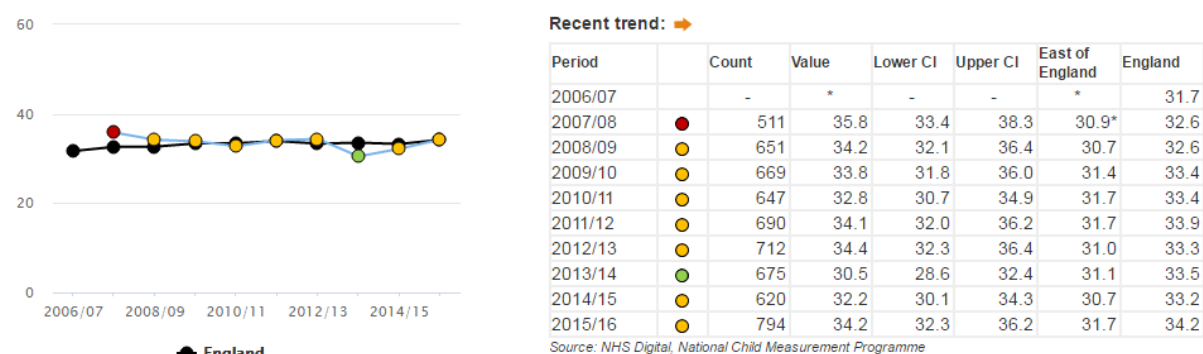 60
40
20
0
2006/07 2008/09 2010/11 2012/13 2014/15
England
Recent trend:
Period Count Value Lower CI Upper CI East of England England
2006/07 - * - - * 31.7
2007/08 511 35.8 33.4 38.3 30.9* 32.6
2008/09 651 34.2 32.1 36.4 30.7 32.6
2009/10 669 33.8 31.8 36.0 31.4 33.4
2010/11 647 32.8 30.7 34.9 31.7 33.4
2011/12 690 34.1 32.0 36.2 31.7 33.9
2012/13 712 34.4 32.3 36.4 31.0 33.3
2013/14 675 30.5 28.6 32.4 31.1 33.5
2014/15 620 32.2 30.1 34.3 30.7 33.2
2015/16 794 34.2 32.3 36.2 31.7 34.2
Source: NHS Digital, National Child Measurement Programme